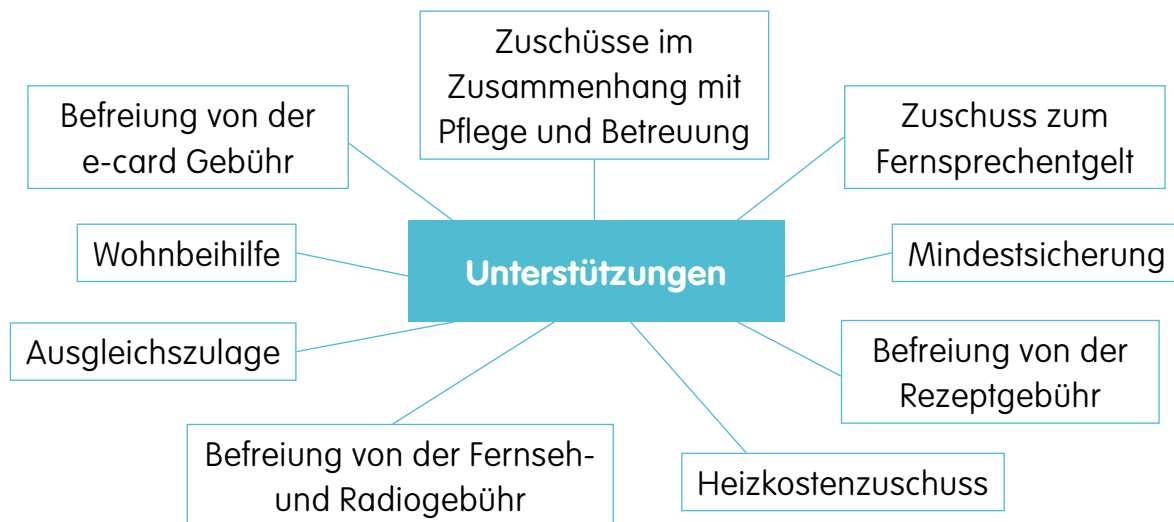 Zuschüsse im
Zusammenhang mit
Pflege und Betreuung
Befreiung von der
e-card Gebühr
Zuschuss zum
Fernsprechentgelt
Wohnbeihilfe
Unterstützungen
Mindestsicherung
Ausgleichszulage
Befreiung von der
Rezeptgebühr
Befreiung von der Fernseh-
und Radiogebühr
Heizkostenzuschuss